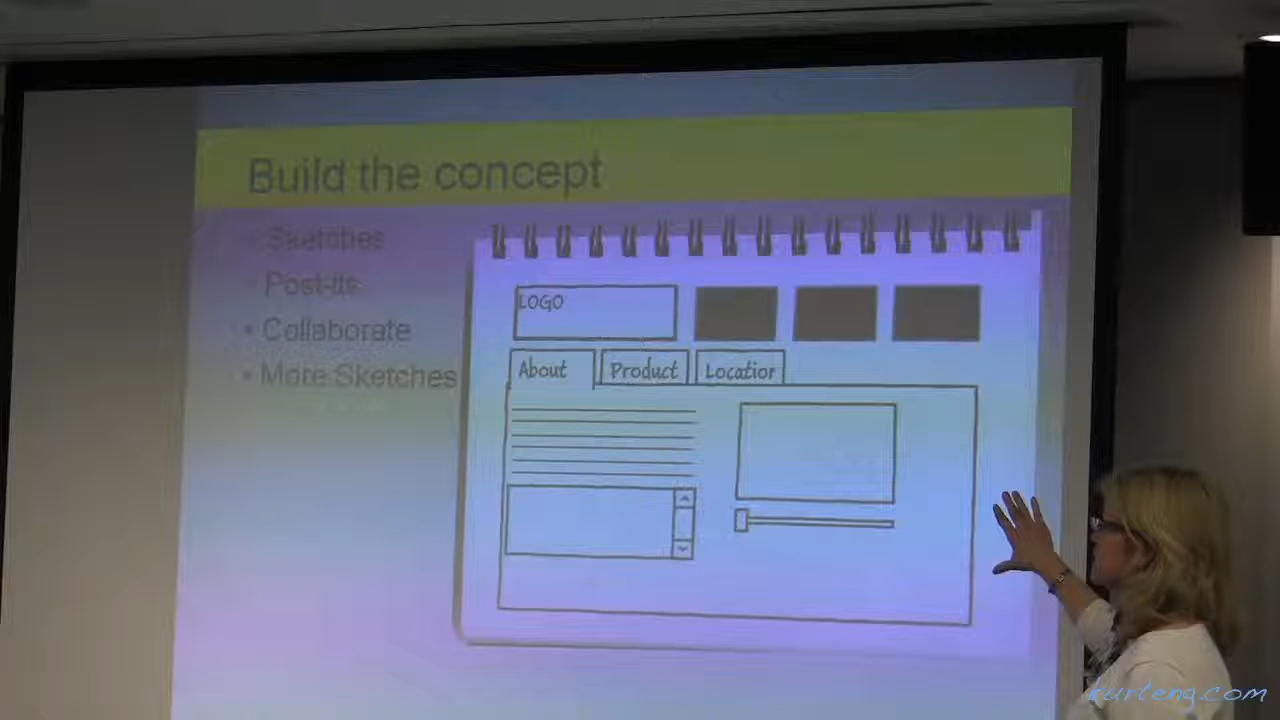 Build the concept
• Sketches
• Post-its
• Collaborate
• More Sketches
LOGO
About
Product
Location
kurteng.com